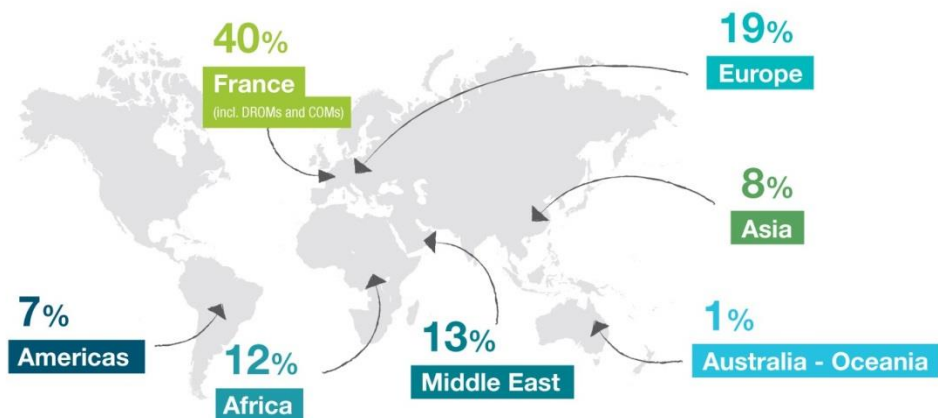 40%
France
(incl. DROMs and COMs)
19%
Europe
8%
Asia
7%
Americas
12%
Africa
13%
Middle East
1%
Australia - Oceania